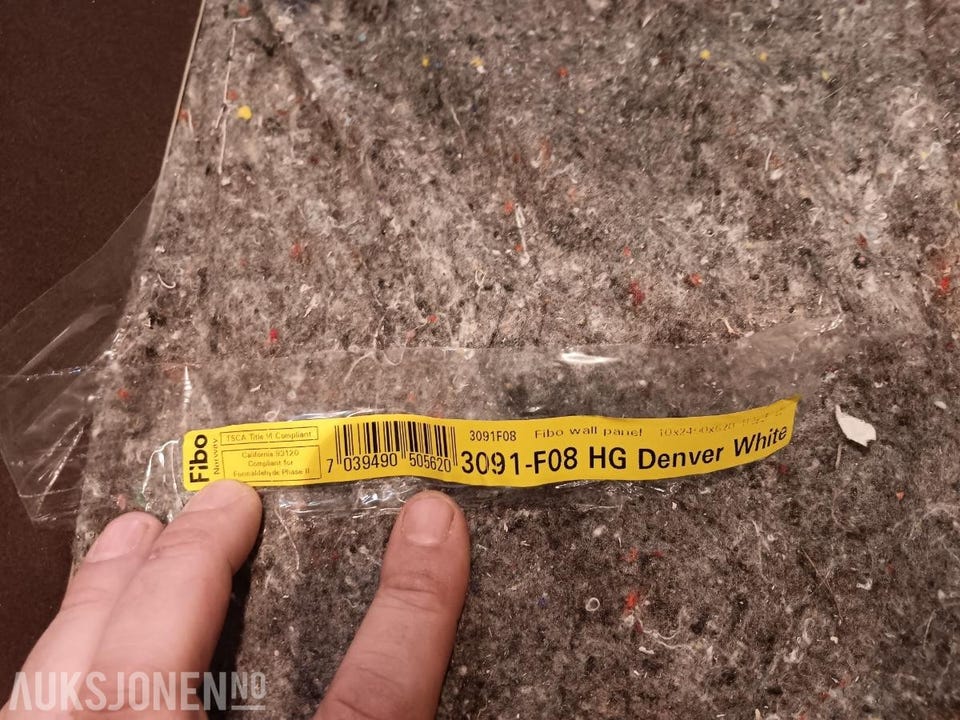 Fibo
Norway
TSCA Title VI Compliant
California 93120
Compliant for
Formaldehyde Phase II
7 039490 505620
3091F08 Fibo wall panel
3091-F08 HG Denver White
AUKSJONEN NO